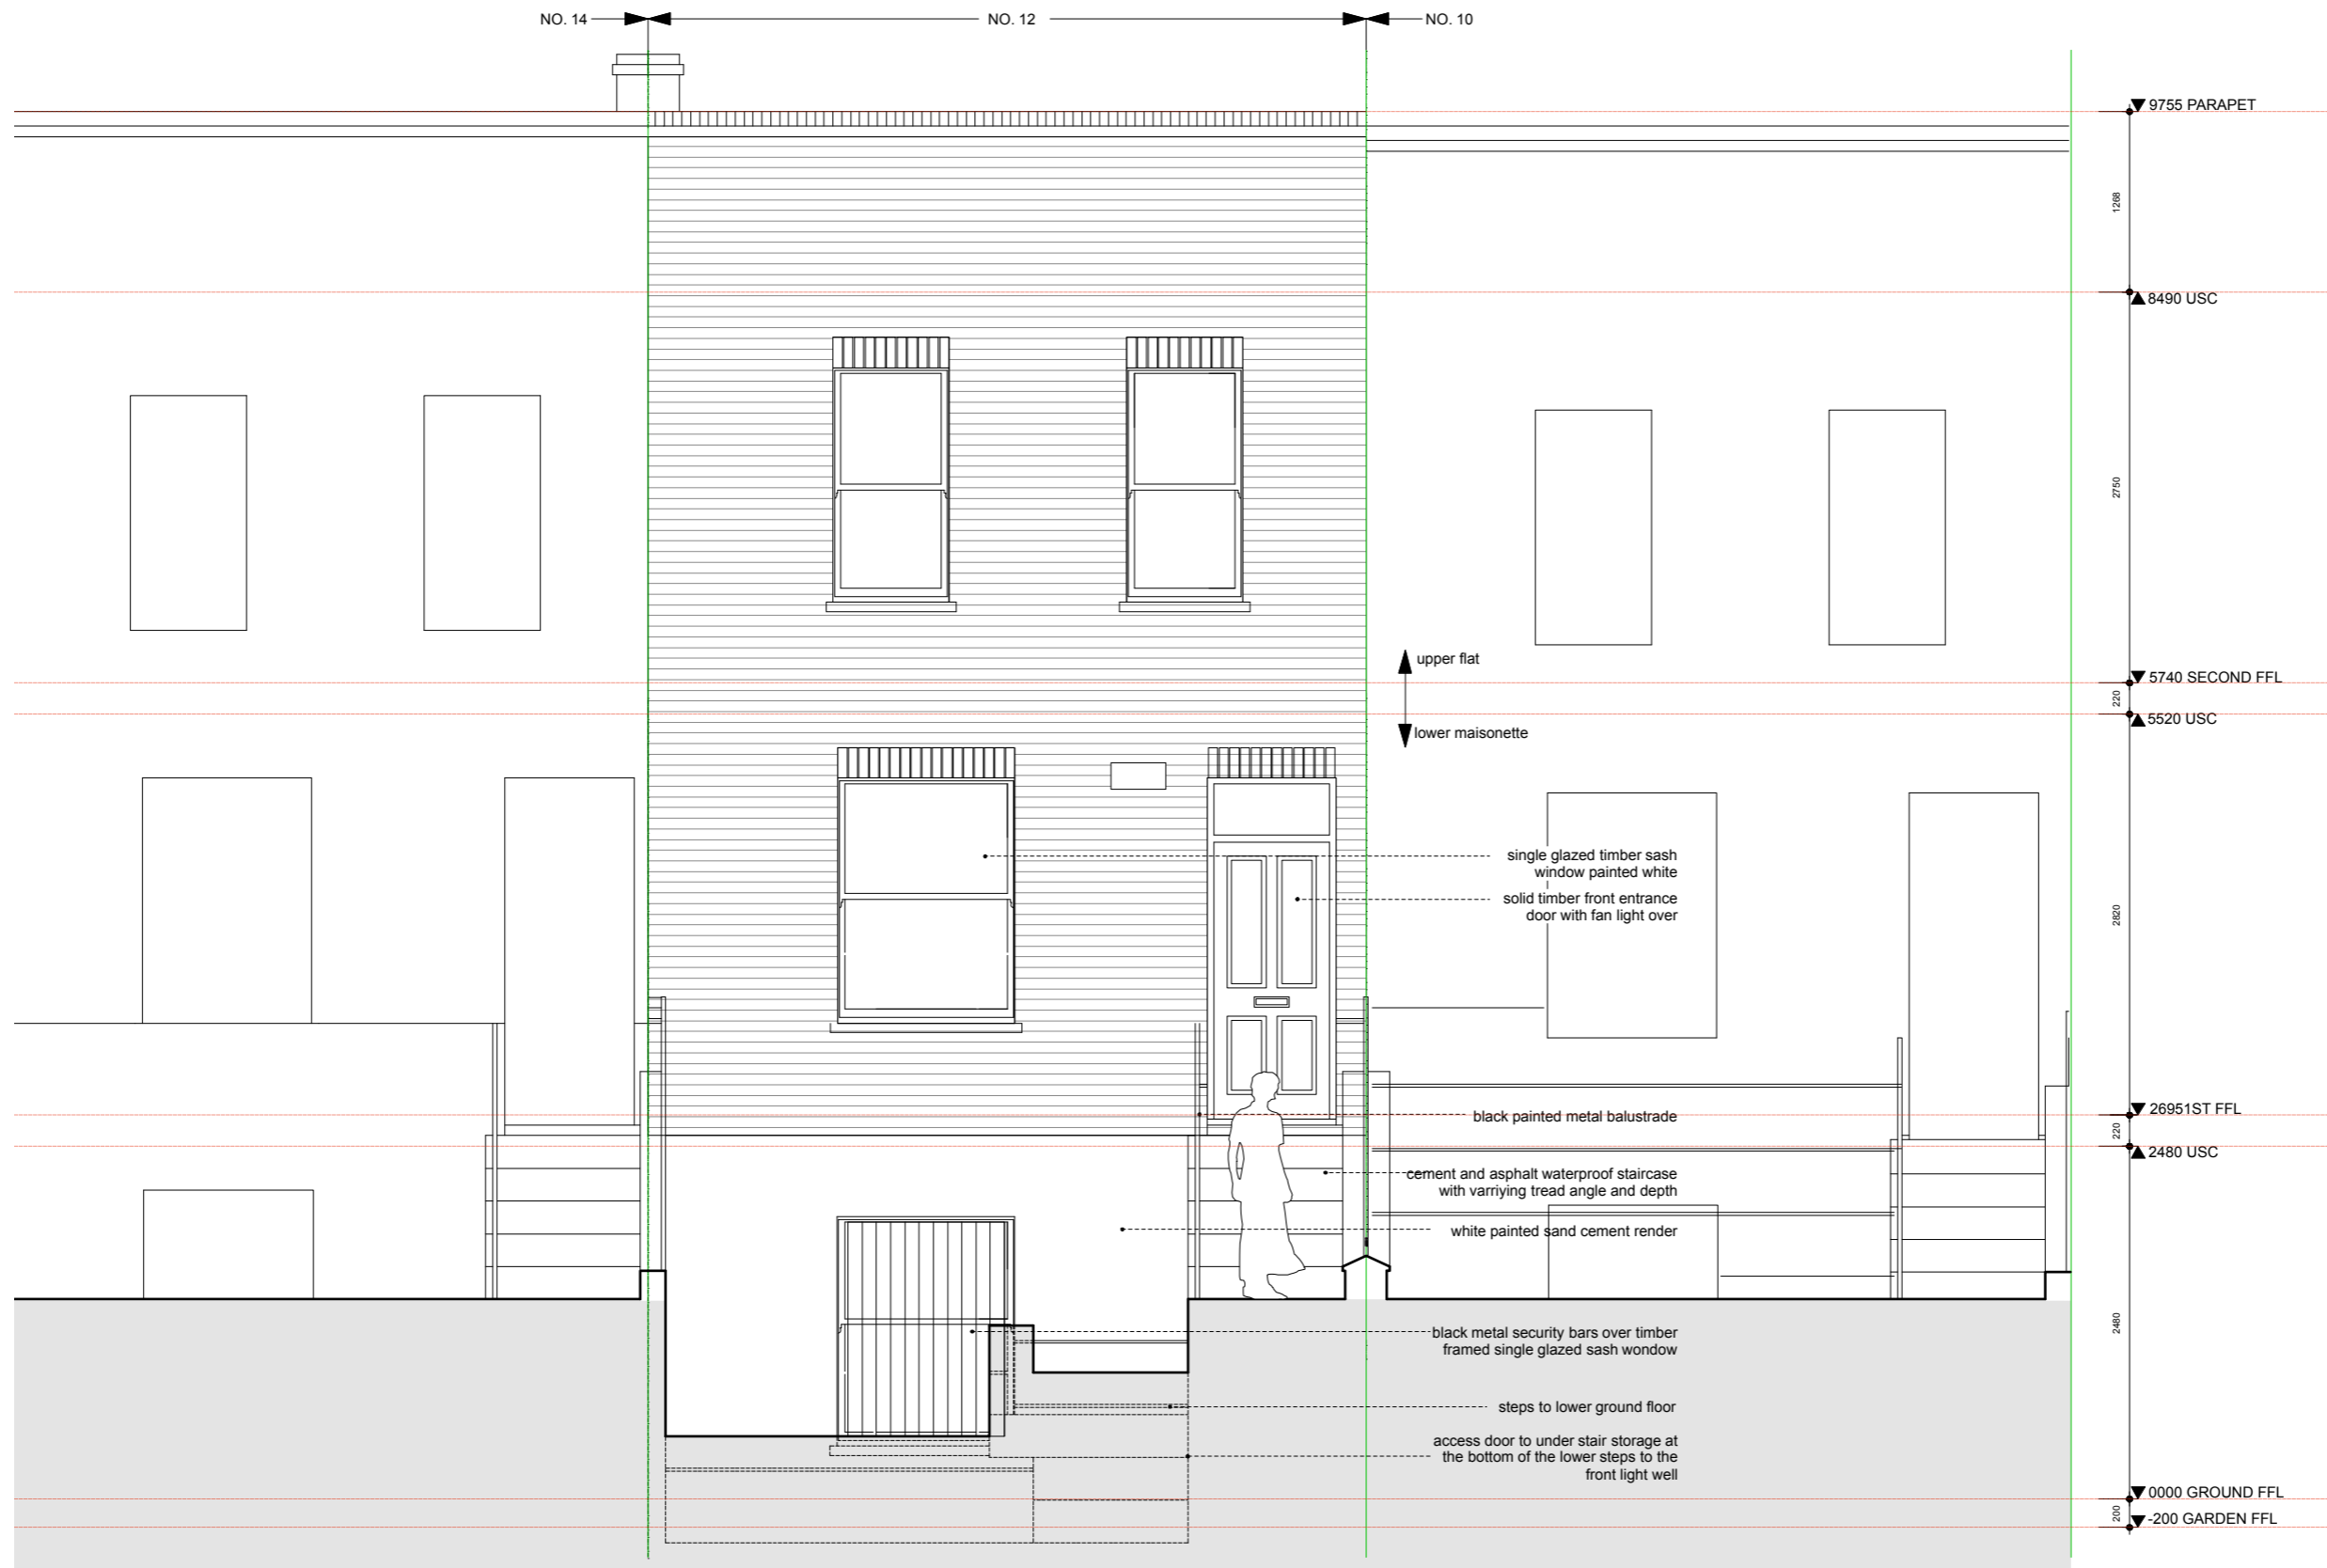 NO. 14
NO. 12
NO. 10
9755 PARAPET
1268
8490 USC
2750
upper flat
5740 SECOND FFL
220
5520 USC
lower maisonette
single glazed timber sash
window painted white
solid timber front entrance
door with fan light over
2820
black painted metal balustrade
26951ST FFL
220
2480 USC
cement and asphalt waterproof staircase
with varriying tread angle and depth
white painted sand cement render
2480
black metal security bars over timber
framed single glazed sash wondow
steps to lower ground floor
access door to under stair storage at
the bottom of the lower steps to the
front light well
0000 GROUND FFL
200
-200 GARDEN FFL